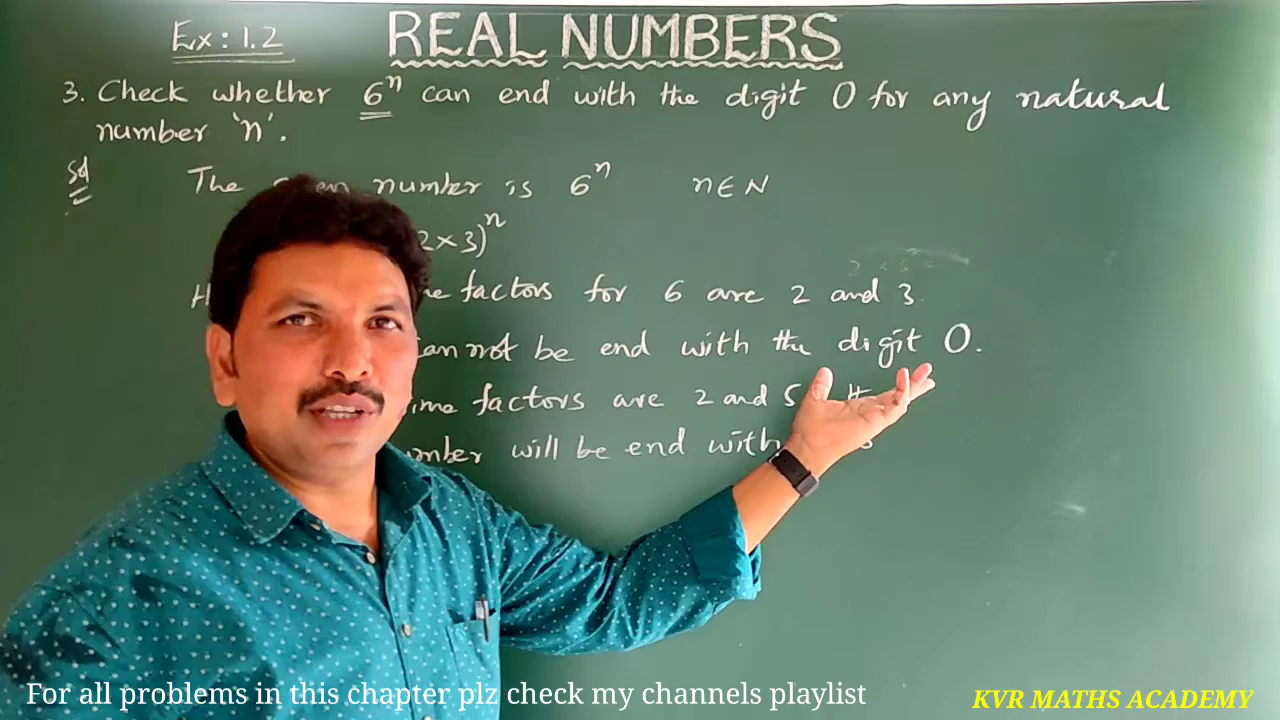 Ex: 1.2
REAL NUMBERS
3. Check whether 6ⁿ can end with the digit 0 for any natural
number 'n'.
Sol
The number is 6ⁿ n∈N
2×3)ⁿ
factors for 6 are 2 and 3.
can not be end with the digit 0.
factors are 2 and 5
will be end with
For all problems in this chapter plz check my channels playlist
KVR MATHS ACADEMY